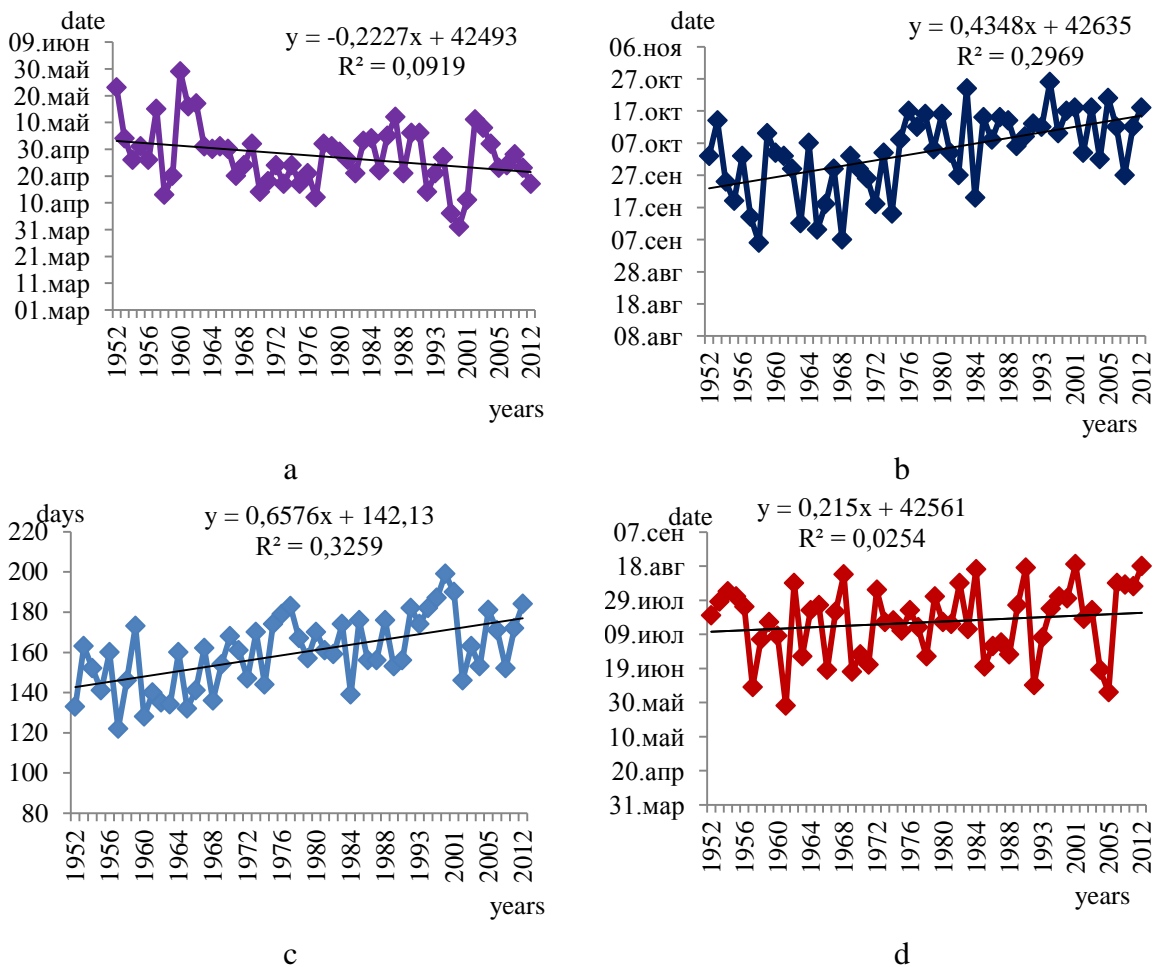 date
y = -0,2227x + 42493
R² = 0,0919
09.июн
30.май
20.май
10.май
30.апр
20.апр
10.апр
31.мар
21.мар
11.мар
01.мар
1952
1956
1960
1964
1968
1972
1976
1980
1984
1988
1993
2001
2005
2012
years
a
date
y = 0,4348x + 42635
R² = 0,2969
06.ноя
27.окт
17.окт
07.окт
27.сен
17.сен
07.сен
28.авг
18.авг
08.авг
1952
1956
1960
1964
1968
1972
1976
1980
1984
1988
1993
2001
2005
2012
years
b
days
y = 0,6576x + 142,13
R² = 0,3259
220
200
180
160
140
120
100
80
1952
1956
1960
1964
1968
1972
1976
1980
1984
1988
1993
2001
2005
2012
years
c
date
y = 0,215x + 42561
R² = 0,0254
07.сен
18.авг
29.июл
09.июл
19.июн
30.май
10.май
20.апр
31.мар
1952
1956
1960
1964
1968
1972
1976
1980
1984
1988
1993
2001
2005
2012
years
d